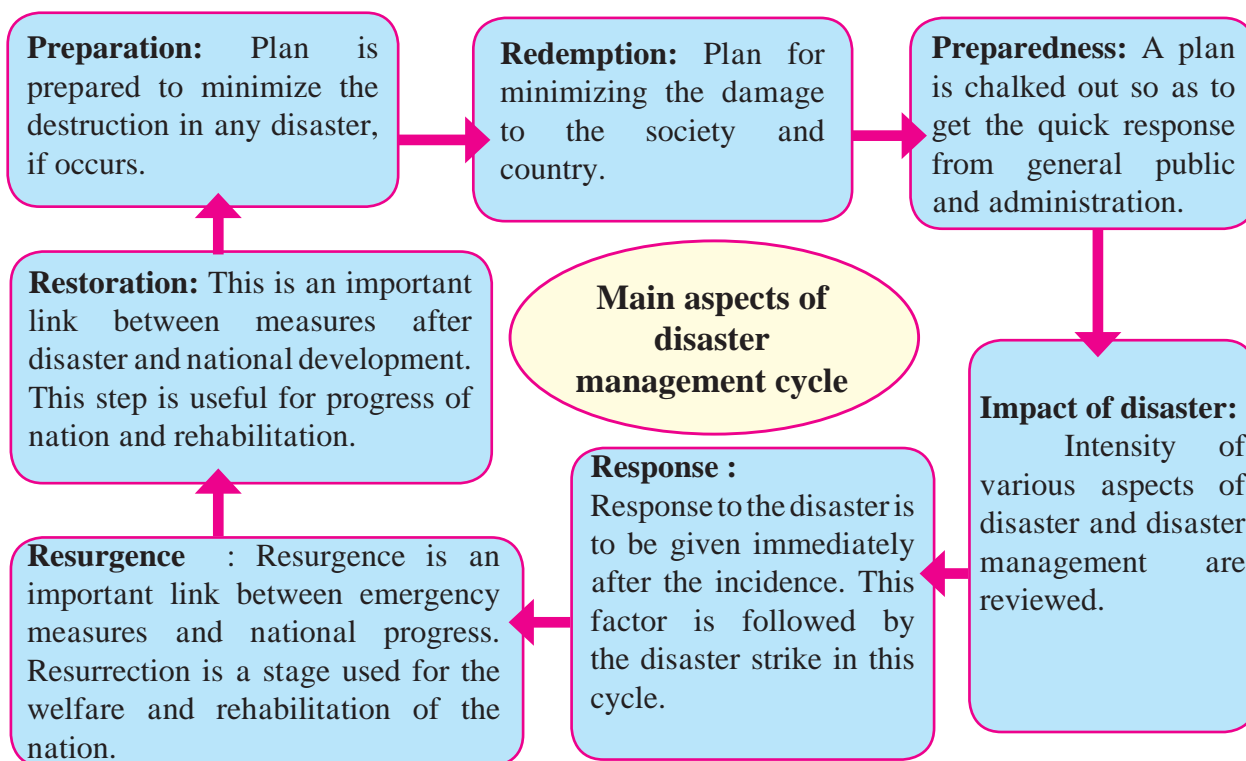 Preparation: Plan is
prepared to minimize the
destruction in any disaster,
if occurs.
Redemption: Plan for
minimizing the damage
to the society and
country.
Preparedness: A plan
is chalked out so as to
get the quick response
from general public
and administration.
Restoration: This is an important
link between measures after
disaster and national development.
This step is useful for progress of
nation and rehabilitation.
Main aspects of
disaster
management cycle
Impact of disaster:
Intensity of
various aspects of
disaster and disaster
management are
reviewed.
Response :
Response to the disaster is
to be given immediately
after the incidence. This
factor is followed by
the disaster strike in this
cycle.
Resurgence : Resurgence is an
important link between emergency
measures and national progress.
Resurrection is a stage used for the
welfare and rehabilitation of the
nation.